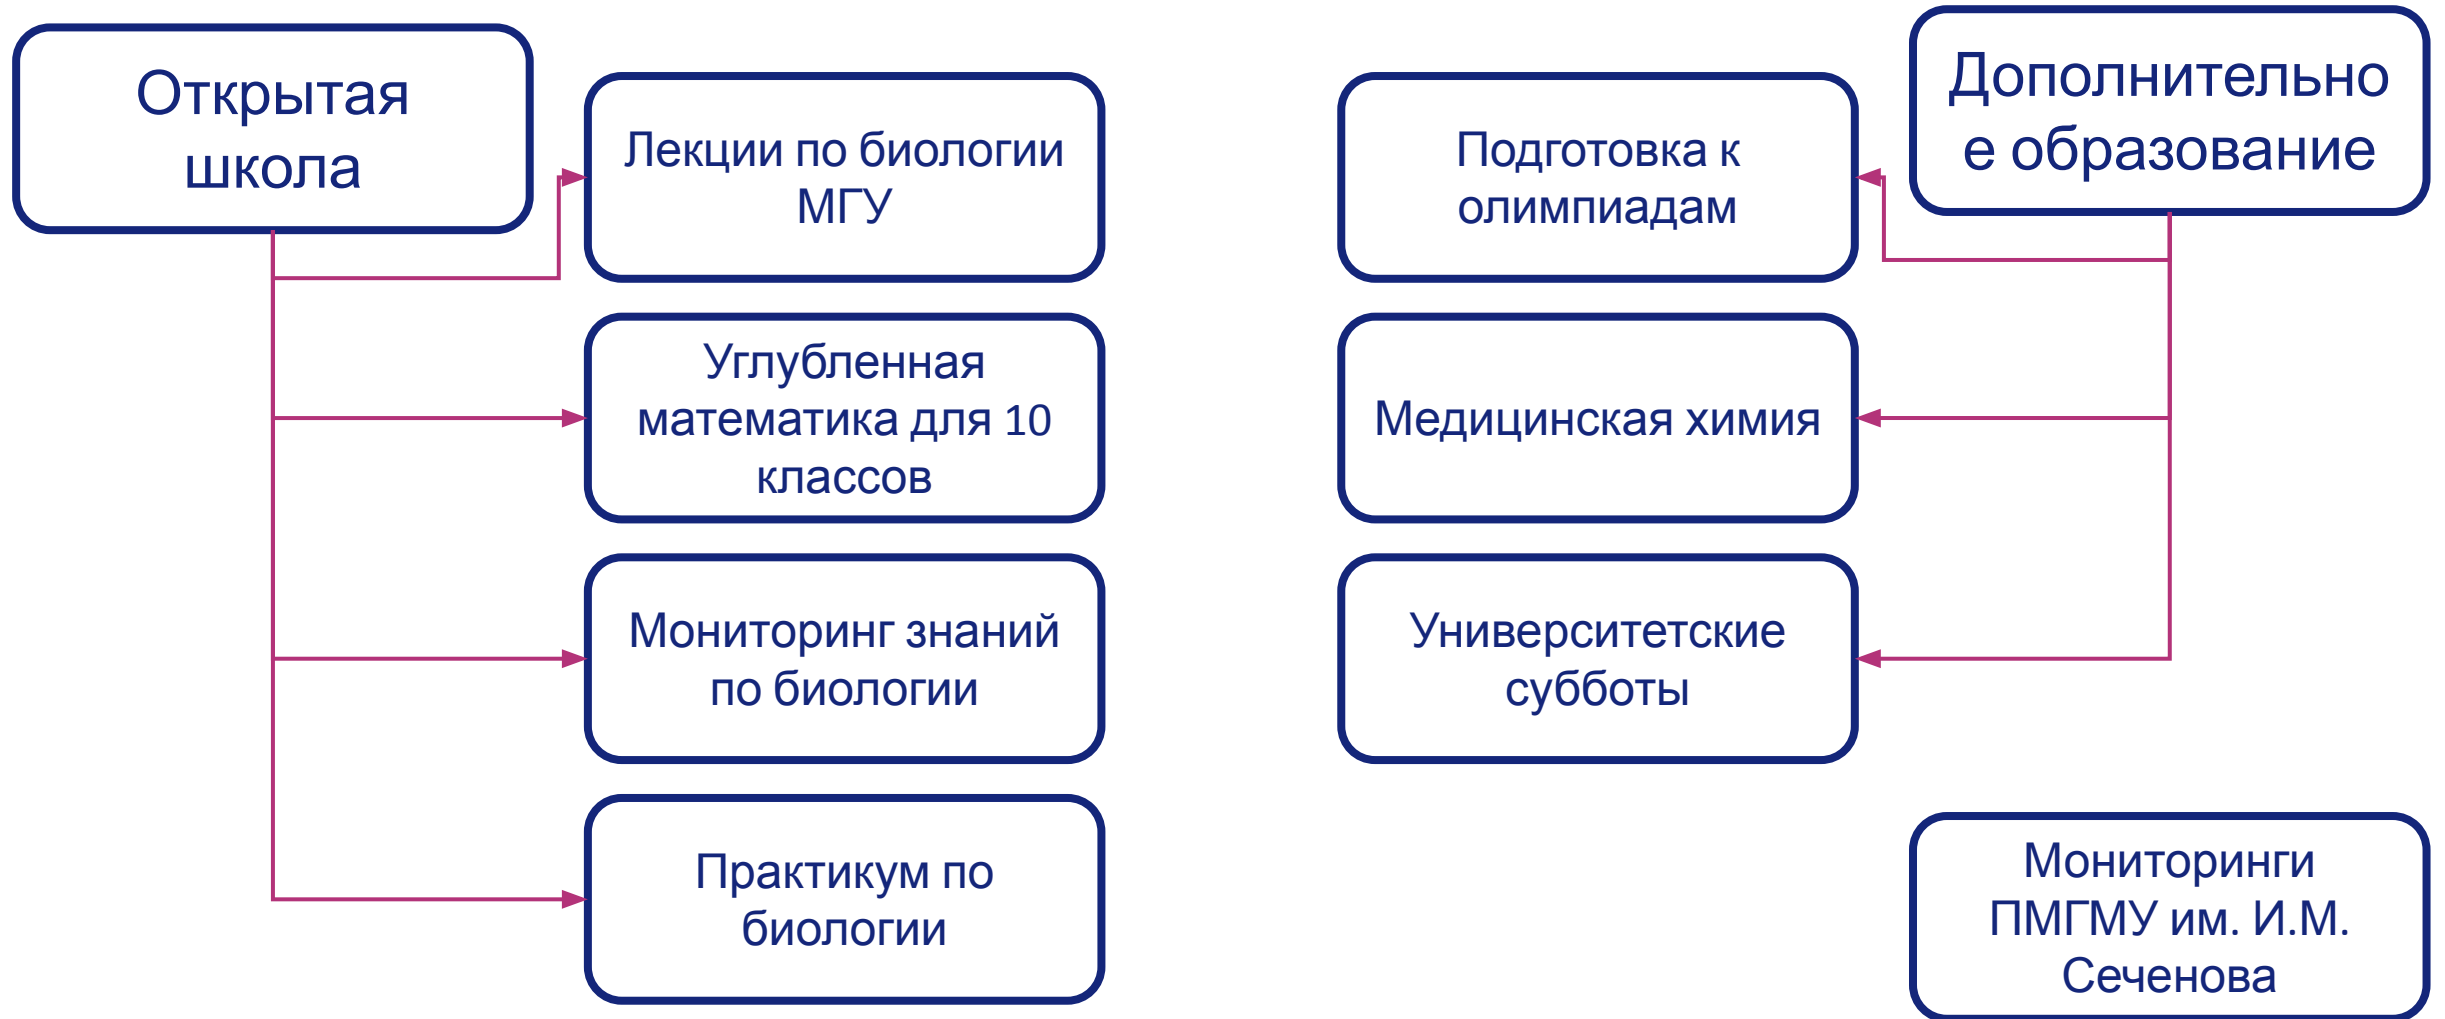 Открытая
школа
Лекции по биологии
МГУ
Углубленная
математика для 10
классов
Мониторинг знаний
по биологии
Практикум по
биологии
Дополнительно
е образование
Подготовка к
олимпиадам
Медицинская химия
Университетские
субботы
Мониторинги
ПМГМУ им. И.М.
Сеченова